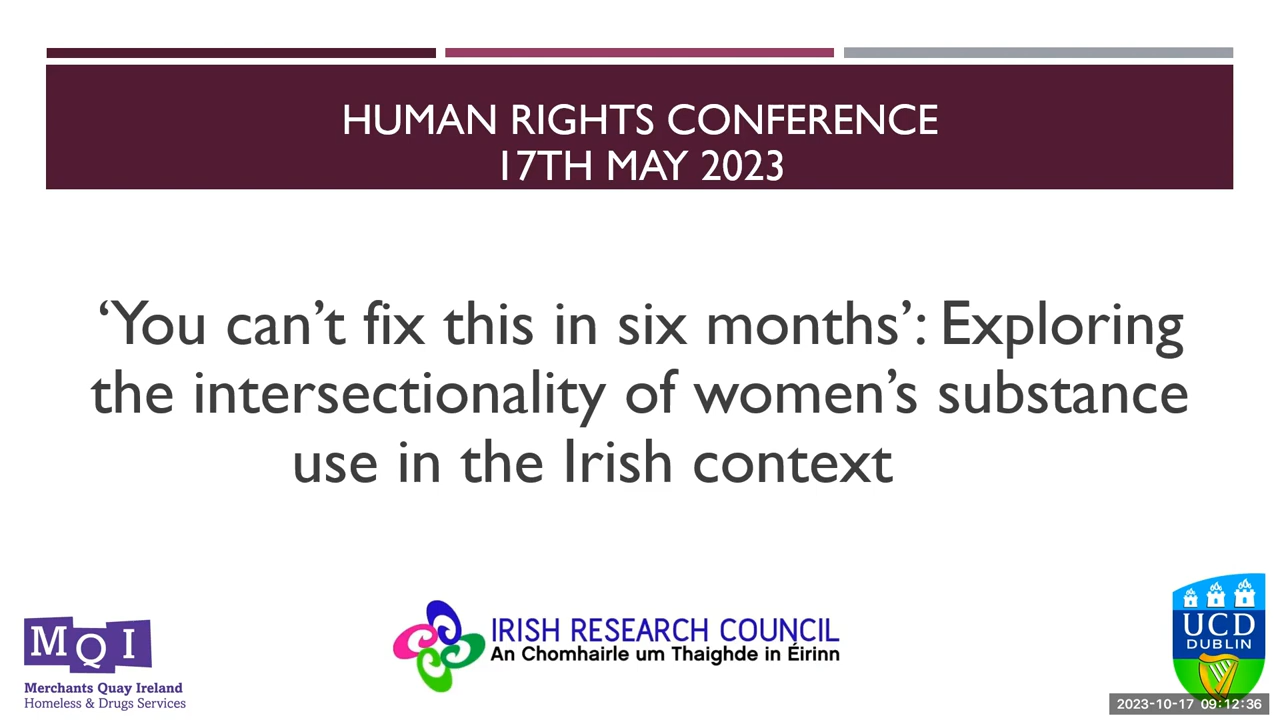 HUMAN RIGHTS CONFERENCE
17TH MAY 2023
‘You can’t fix this in six months’: Exploring
the intersectionality of women’s substance
use in the Irish context
MQI
Merchants Quay Ireland
Homeless & Drugs Services
IRISH RESEARCH COUNCIL
An Chomhairle um Thaighde in Éirinn
UCD
DUBLIN
2023-10-17 09:12:36